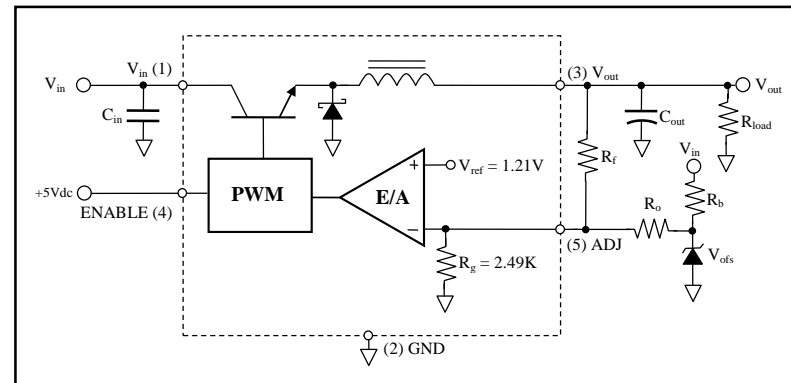 V_in
V_in (1)
C_in
+5Vdc
ENABLE (4)
PWM
E/A
+
−
V_ref = 1.21V
R_g = 2.49K
(2) GND
(3) V_out
V_out
C_out
R_load
R_f
V_in
R_o
R_b
(5) ADJ
V_ofs